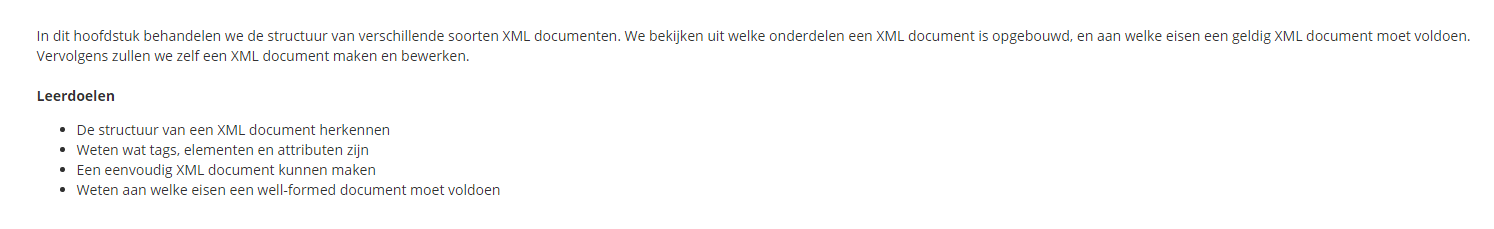 In dit hoofdstuk behandelen we de structuur van verschillende soorten XML documenten. We bekijken uit welke onderdelen een XML document is opgebouwd, en aan welke eisen een geldig XML document moet voldoen.
Vervolgens zullen we zelf een XML document maken en bewerken.
Leerdoelen
• De structuur van een XML document herkennen
• Weten wat tags, elementen en attributen zijn
• Een eenvoudig XML document kunnen maken
• Weten aan welke eisen een well-formed document moet voldoen